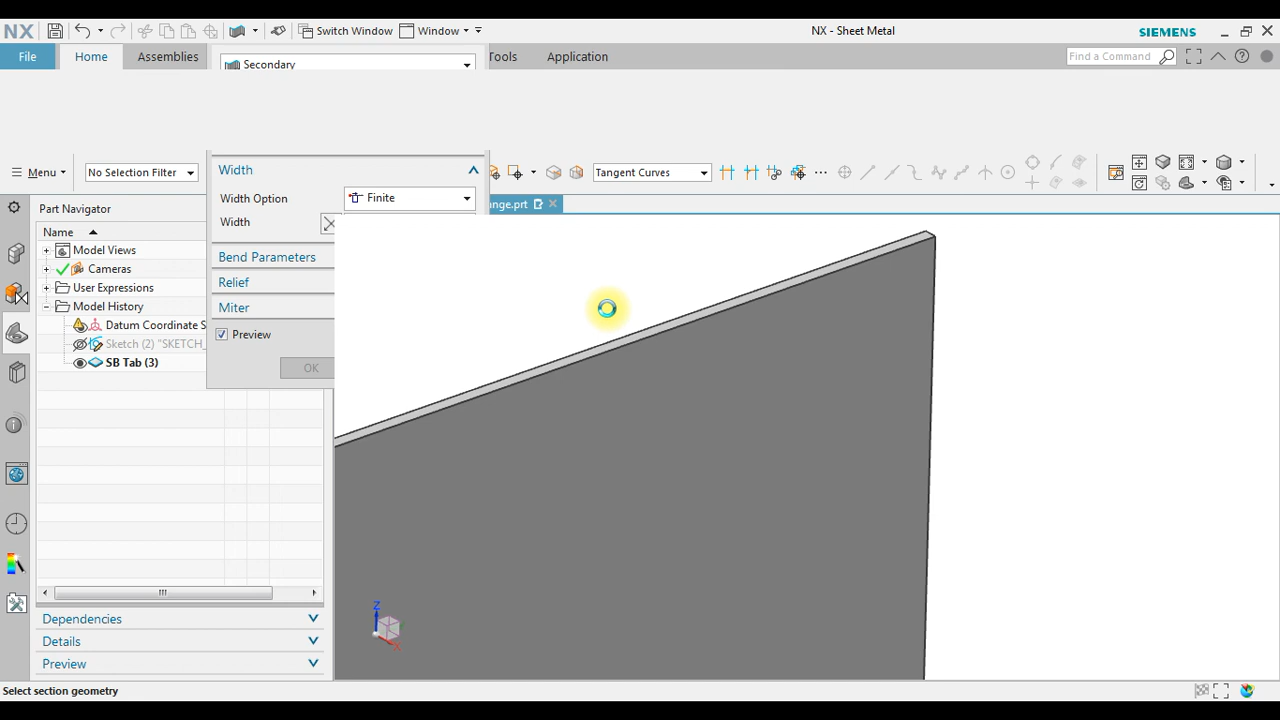 NX Switch Window Window NX - Sheet Metal SIEMENS
File Home Assemblies Secondary Tools Application Find a Command
Menu No Selection Filter Tangent Curves
Width
Width Option Finite
Width
Bend Parameters
Relief
Miter
Preview
OK
Part Navigator
nge.prt
Name
Model Views
Cameras
User Expressions
Model History
Datum Coordinate S
Sketch (2) "SKETCH_
SB Tab (3)
Dependencies
Details
Preview
Z
X
Select section geometry